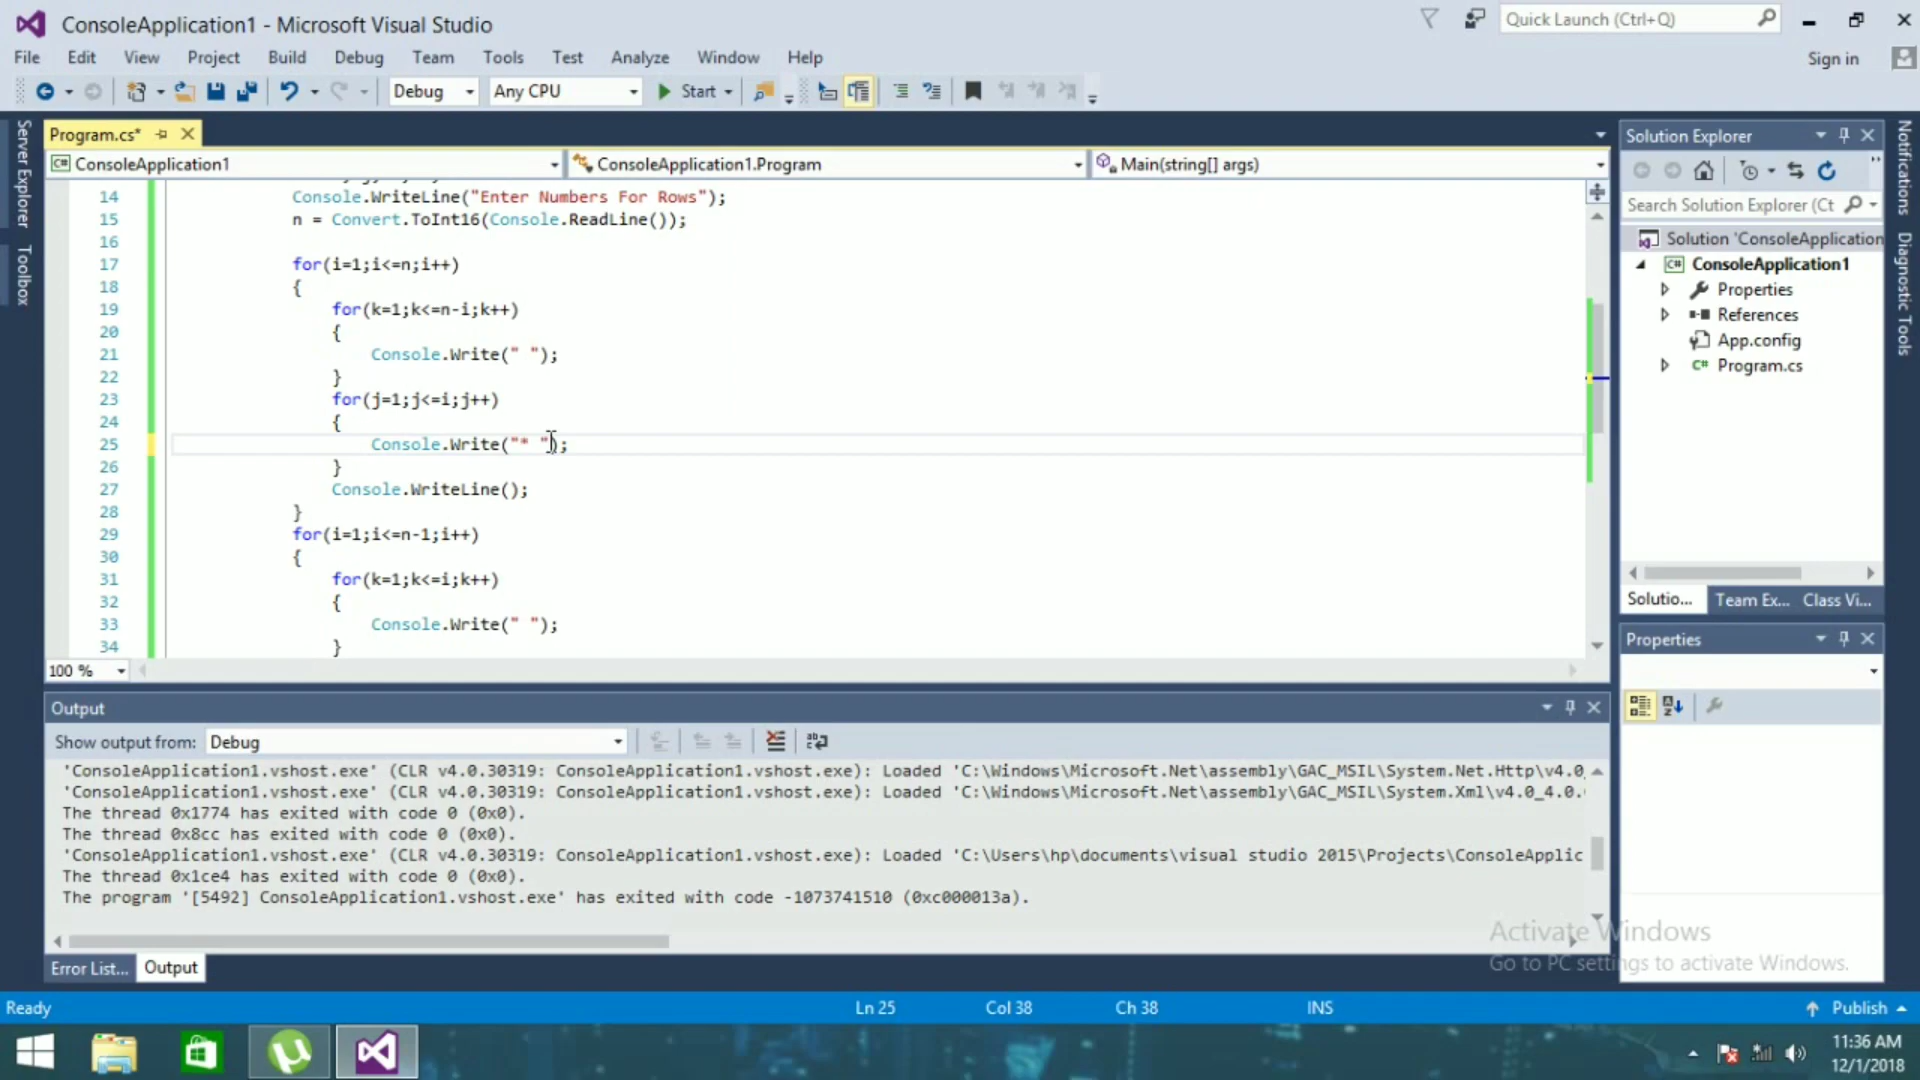 ConsoleApplication1 - Microsoft Visual Studio
Quick Launch (Ctrl+Q)
File Edit View Project Build Debug Team Tools Test Analyze Window Help
Sign in
Debug Any CPU Start
Server Explorer
Toolbox
Program.cs*
ConsoleApplication1 ConsoleApplication1.Program Main(string[] args)
14 Console.WriteLine("Enter Numbers For Rows");
15 n = Convert.ToInt16(Console.ReadLine());
16
17 for(i=1;i<=n;i++)
18 {
19 for(k=1;k<=n-i;k++)
20 {
21 Console.Write(" ");
22 }
23 for(j=1;j<=i;j++)
24 {
25 Console.Write("* ");
26 }
27 Console.WriteLine();
28 }
29 for(i=1;i<=n-1;i++)
30 {
31 for(k=1;k<=i;k++)
32 {
33 Console.Write(" ");
34 }
100 %
Output
Show output from: Debug
'ConsoleApplication1.vshost.exe' (CLR v4.0.30319: ConsoleApplication1.vshost.exe): Loaded 'C:\Windows\Microsoft.Net\assembly\GAC_MSIL\System.Net.Http\v4.0_
'ConsoleApplication1.vshost.exe' (CLR v4.0.30319: ConsoleApplication1.vshost.exe): Loaded 'C:\Windows\Microsoft.Net\assembly\GAC_MSIL\System.Xml\v4.0_4.0.
The thread 0x1774 has exited with code 0 (0x0).
The thread 0x8cc has exited with code 0 (0x0).
'ConsoleApplication1.vshost.exe' (CLR v4.0.30319: ConsoleApplication1.vshost.exe): Loaded 'C:\Users\hp\documents\visual studio 2015\Projects\ConsoleApplic
The thread 0x1ce4 has exited with code 0 (0x0).
The program '[5492] ConsoleApplication1.vshost.exe' has exited with code -1073741510 (0xc000013a).
Error List... Output
Solution Explorer
Search Solution Explorer (Ct
Solution 'ConsoleApplication
ConsoleApplication1
Properties
References
App.config
Program.cs
Solutio... Team Ex... Class Vi...
Properties
Notifications
Diagnostic Tools
Activate Windows
Go to PC settings to activate Windows.
Ready Ln 25 Col 38 Ch 38 INS Publish
11:36 AM
12/1/2018